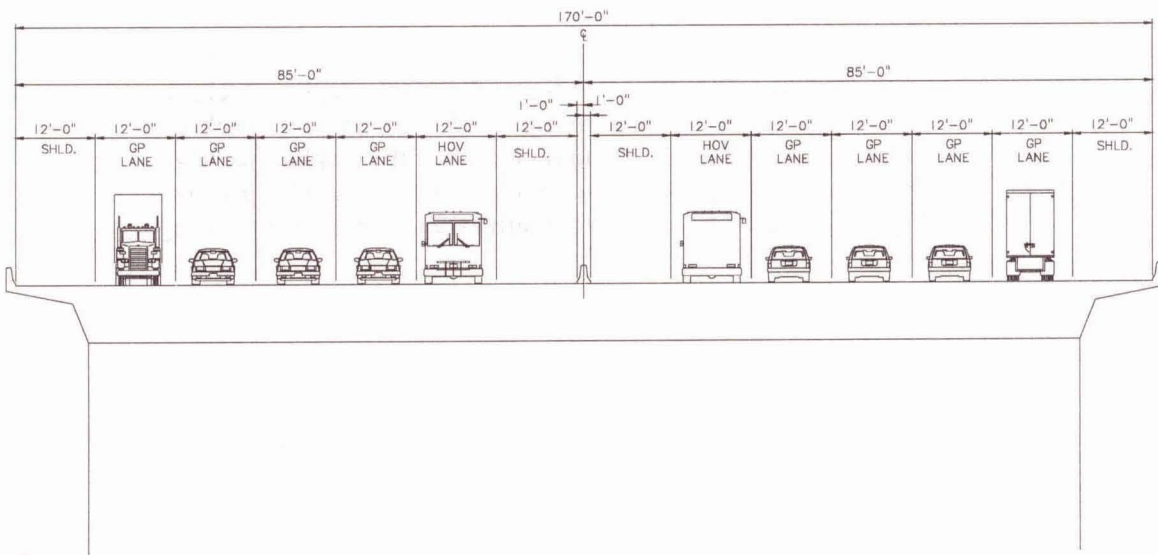 170'-0"
℄
85'-0" 85'-0"
1'-0" 1'-0"
12'-0" 12'-0" 12'-0" 12'-0" 12'-0" 12'-0" 12'-0" 12'-0" 12'-0" 12'-0" 12'-0" 12'-0" 12'-0" 12'-0"
SHLD. GP GP GP GP HOV SHLD. SHLD. HOV GP GP GP GP SHLD.
LANE LANE LANE LANE LANE LANE LANE LANE LANE LANE